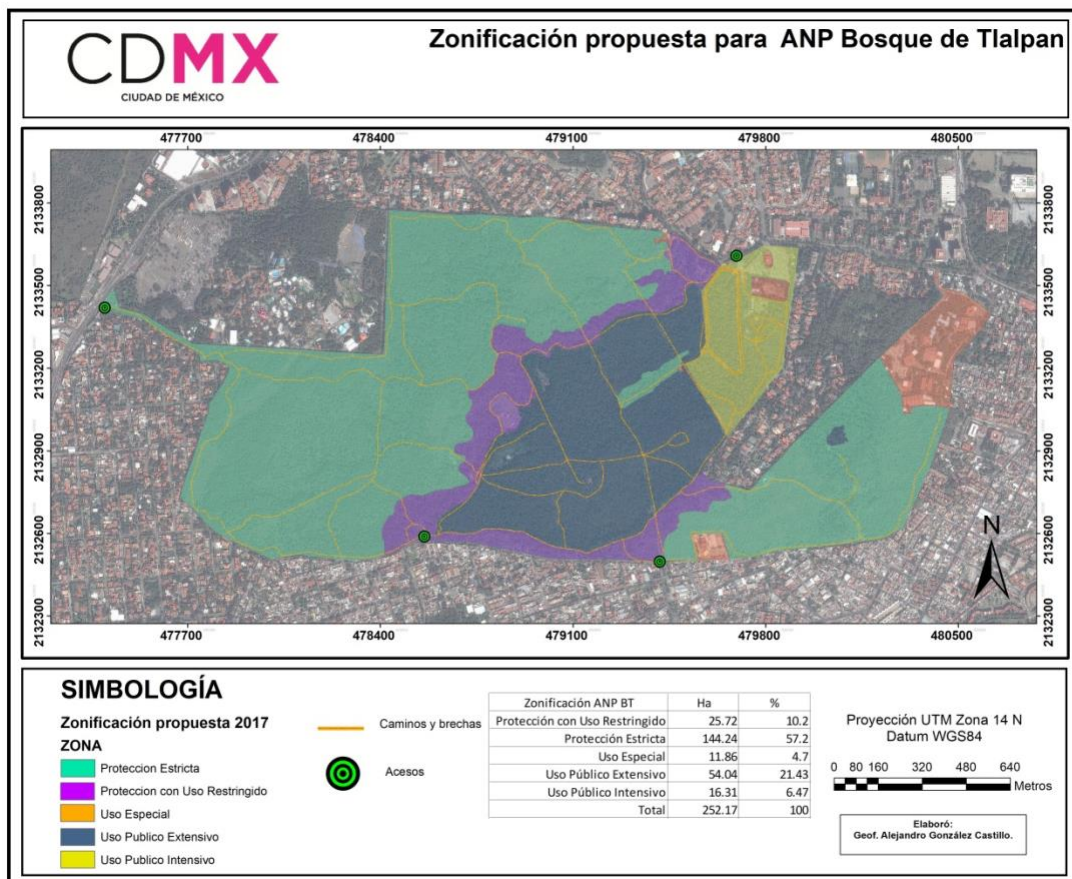 CDMX
CIUDAD DE MÉXICO
Zonificación propuesta para ANP Bosque de Tlalpan
477700 478400 479100 479800 480500
2133800 2133800
2133500 2133500
2133200 2133200
2132900 2132900
2132600 2132600
2132300 2132300
N
477700 478400 479100 479800 480500
SIMBOLOGÍA
Zonificación propuesta 2017
ZONA
Proteccion Estricta
Proteccion con Uso Restringido
Uso Especial
Uso Publico Extensivo
Uso Publico Intensivo
Caminos y brechas
Acesos
Zonificación ANP BT Ha %
Protección con Uso Restringido 25.72 10.2
Protección Estricta 144.24 57.2
Uso Especial 11.86 4.7
Uso Público Extensivo 54.04 21.43
Uso Público Intensivo 16.31 6.47
Total 252.17 100
Proyección UTM Zona 14 N
Datum WGS84
0 80 160 320 480 640
Metros
Elaboró:
Geof. Alejandro González Castillo.